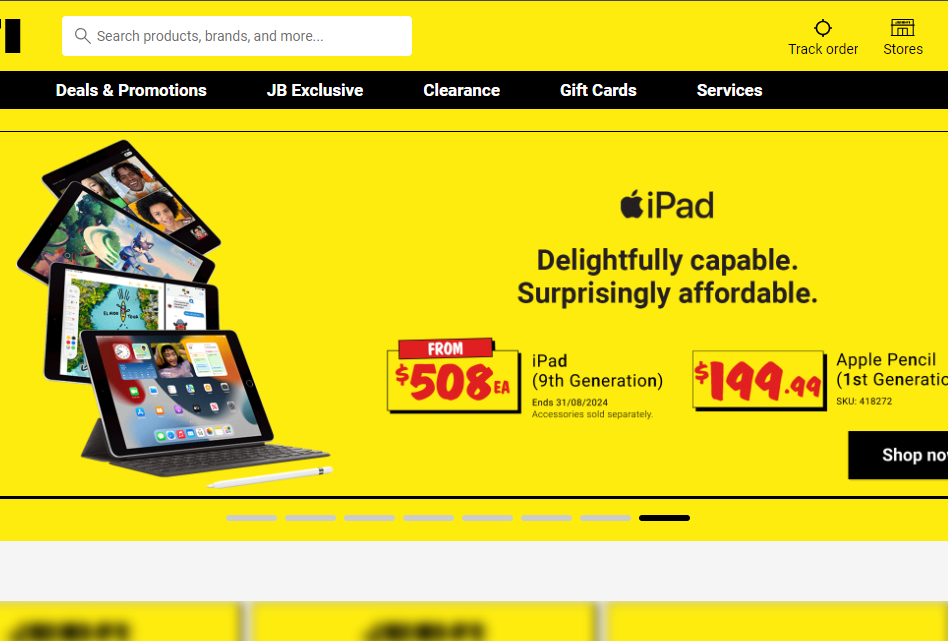 Search products, brands, and more...
Track order
Stores
Deals & Promotions
JB Exclusive
Clearance
Gift Cards
Services
iPad
Delightfully capable.
Surprisingly affordable.
FROM
$508EA
iPad
(9th Generation)
Ends 31/08/2024
Accessories sold separately.
$199.99
Apple Pencil
(1st Generatio
SKU: 418272
Shop no